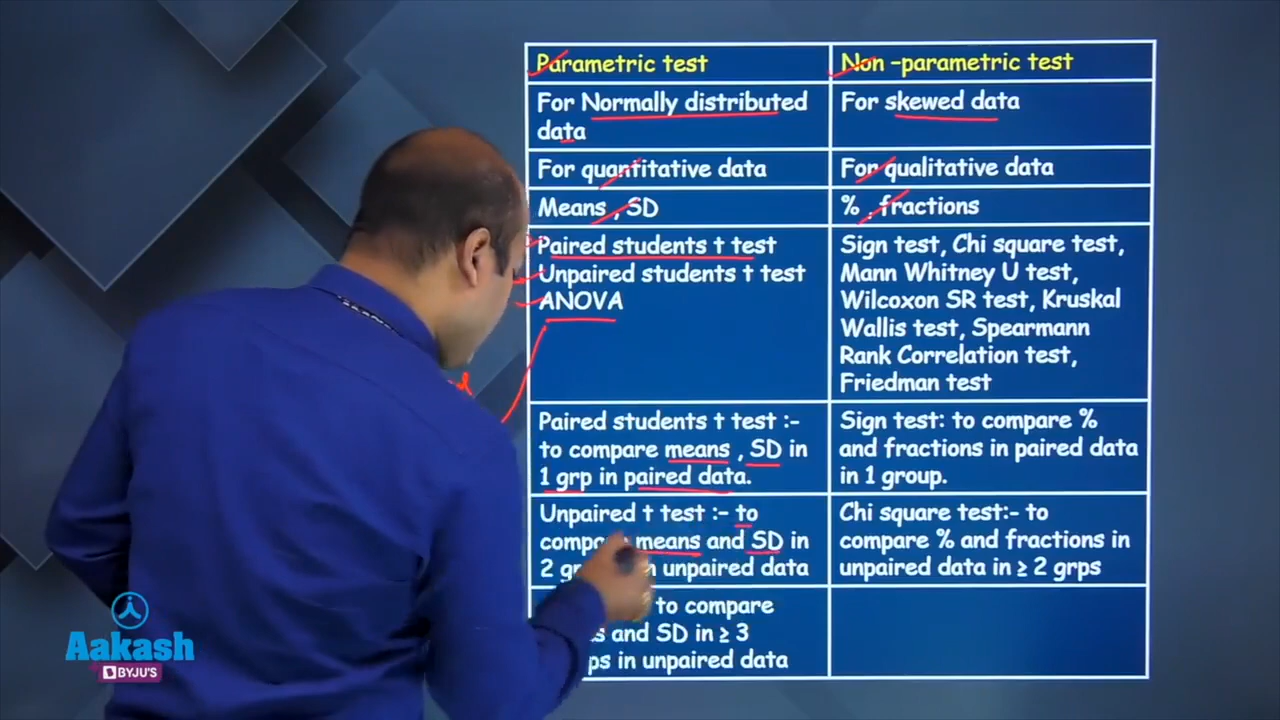 Parametric test
Non -parametric test
For Normally distributed
data
For skewed data
For quantitative data
For qualitative data
Means , SD
% , fractions
Paired students t test
Unpaired students t test
ANOVA
Sign test, Chi square test,
Mann Whitney U test,
Wilcoxon SR test, Kruskal
Wallis test, Spearmann
Rank Correlation test,
Friedman test
Paired students t test :-
to compare means , SD in
1 grp in paired data.
Sign test: to compare %
and fractions in paired data
in 1 group.
Unpaired t test :- to
means and SD in
2 unpaired data
Chi square test:- to
compare % and fractions in
unpaired data in ≥ 2 grps
to compare
and SD in ≥ 3
in unpaired data
Aakash
BYJU'S